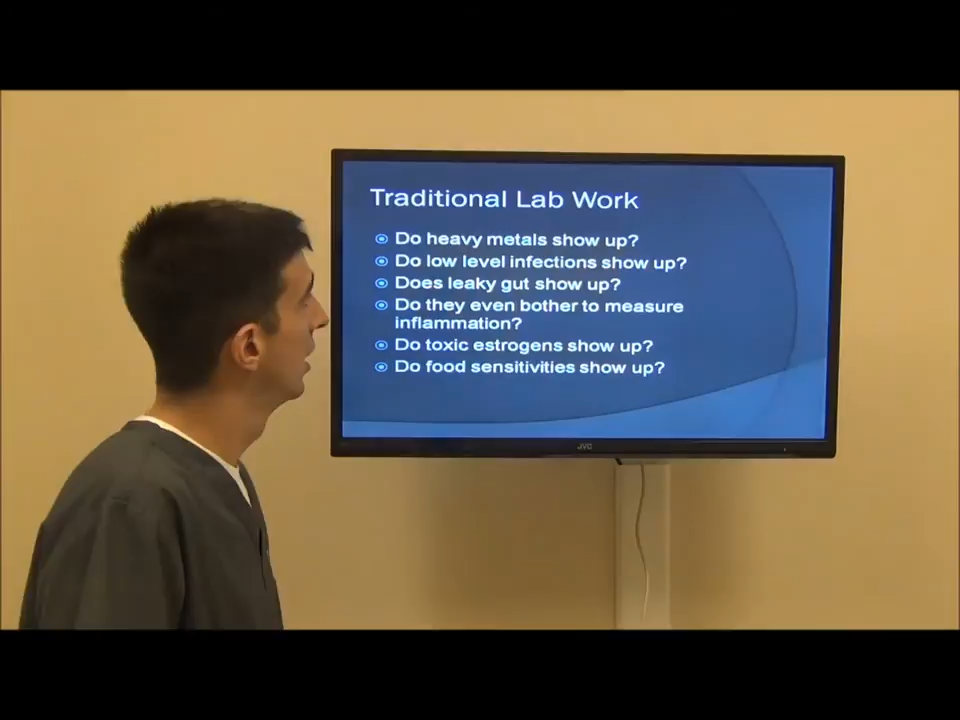 Traditional Lab Work
Do heavy metals show up?
Do low level infections show up?
Does leaky gut show up?
Do they even bother to measure
inflammation?
Do toxic estrogens show up?
Do food sensitivities show up?
JVC